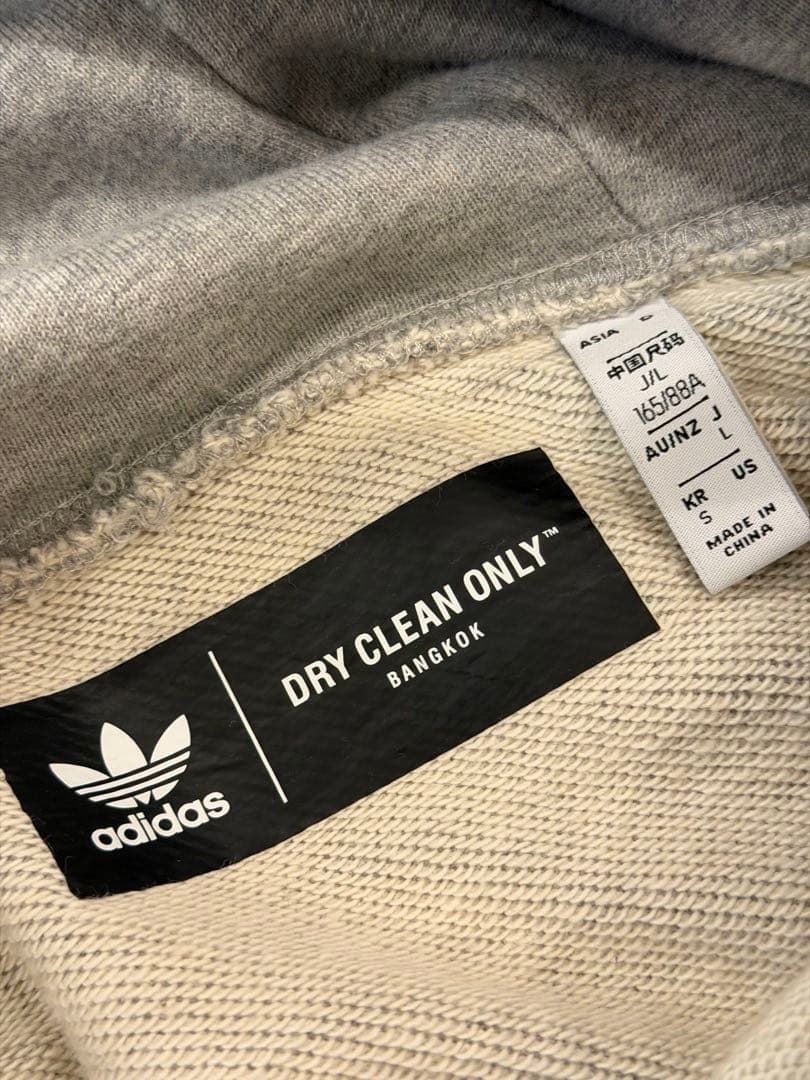 ASIA
中国尺码
J/L
165/88A
AU/NZ J
L
KR US
S
MADE IN
CHINA
DRY CLEAN ONLY™
BANGKOK
adidas